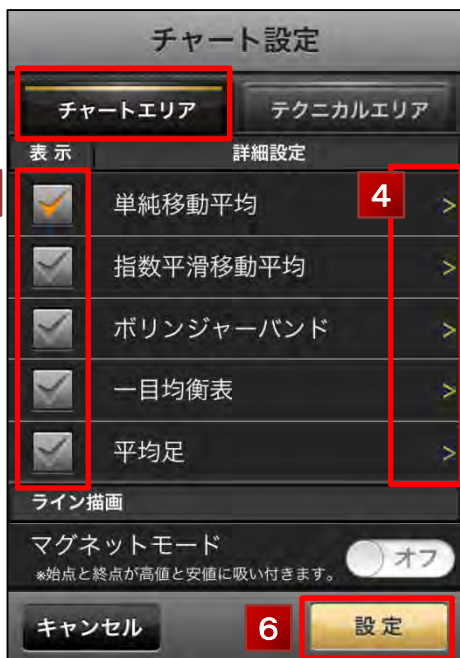 チャート設定
チャートエリア テクニカルエリア
表示 詳細設定
単純移動平均 4 >
指数平滑移動平均 >
ボリンジャーバンド >
一目均衡表 >
平均足 >
ライン描画
マグネットモード オフ
※始点と終点が高値と安値に吸い付きます。
キャンセル 6 設定